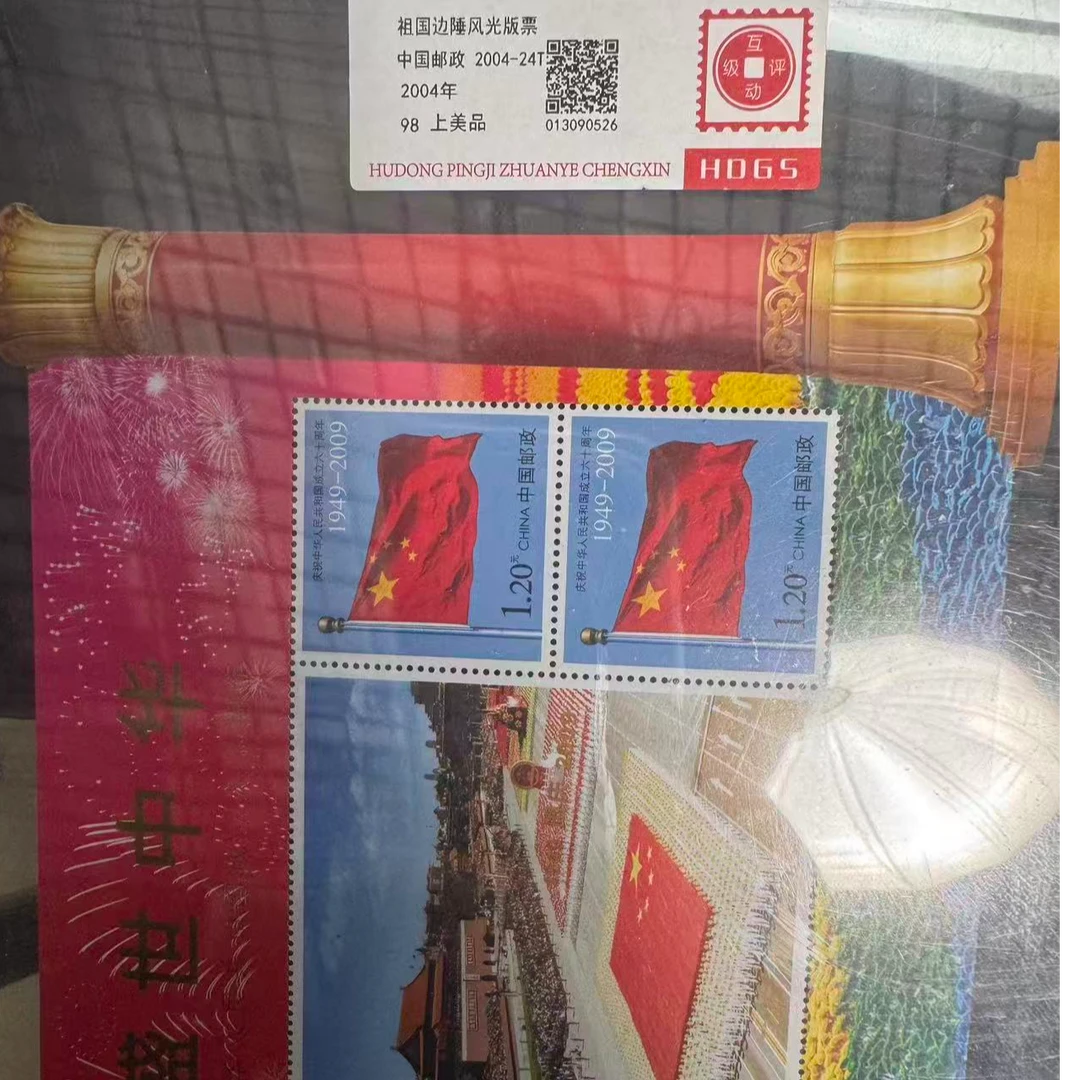 祖国边陲风光版票
中国邮政 2004-24T
2004年
98 上美品
013090526
互动评级
HUDONG PINGJI ZHUANYE CHENGXIN
HDGS
庆祝中华人民共和国成立六十周年
1949-2009
1.20元 CHINA 中国邮政
庆祝中华人民共和国成立六十周年
1949-2009
1.20元 CHINA 中国邮政
盛世中华